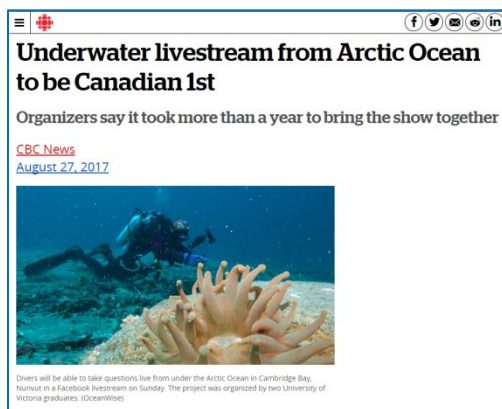 Underwater livestream from Arctic Ocean
to be Canadian 1st
Organizers say it took more than a year to bring the show together
CBC News
August 27, 2017
Divers will be able to take questions live from under the Arctic Ocean in Cambridge Bay,
Nunvut in a Facebook livestream on Sunday. The project was organized by two University of
Victoria graduates. (OceanWise)